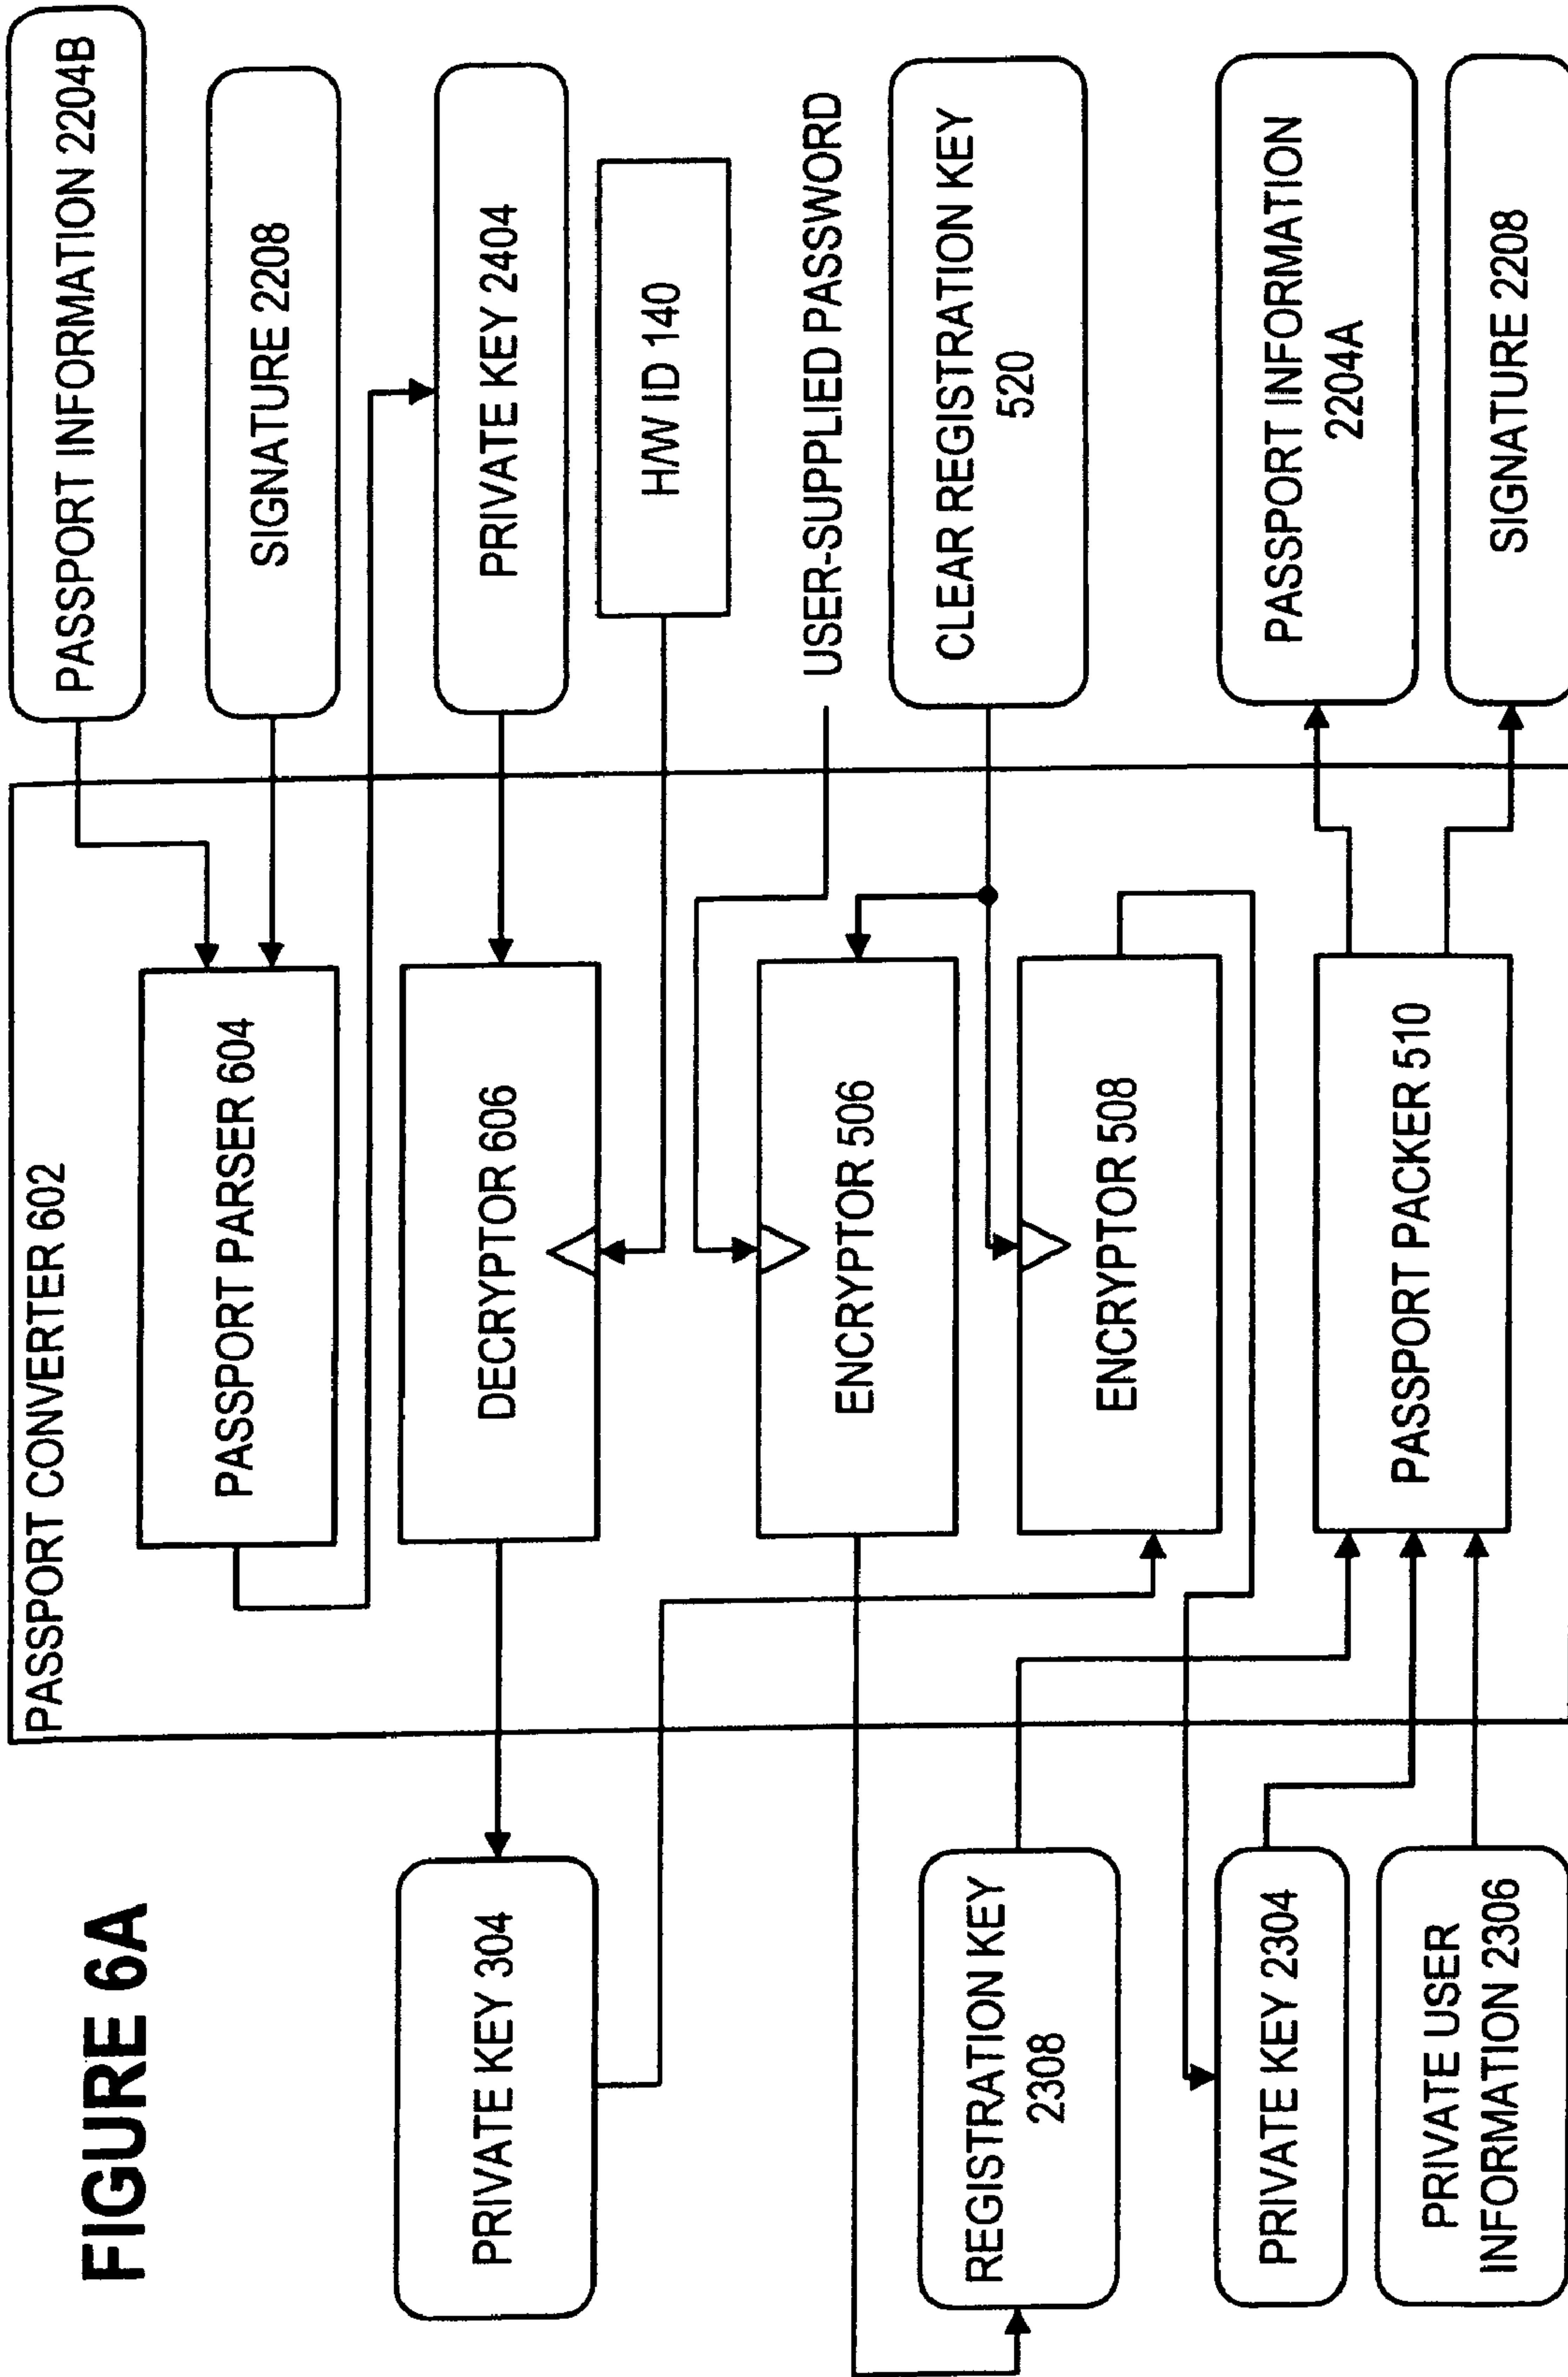 FIGURE 6A
PASSPORT CONVERTER 602
PASSPORT INFORMATION 2204B
PASSPORT PARSER 604
SIGNATURE 2208
PRIVATE KEY 304
DECRYPTOR 606
PRIVATE KEY 2404
H/W ID 140
USER-SUPPLIED PASSWORD
ENCRYPTOR 506
CLEAR REGISTRATION KEY
520
REGISTRATION KEY
2308
ENCRYPTOR 508
PRIVATE KEY 2304
PASSPORT PACKER 510
PASSPORT INFORMATION
2204A
PRIVATE USER
INFORMATION 2306
SIGNATURE 2208